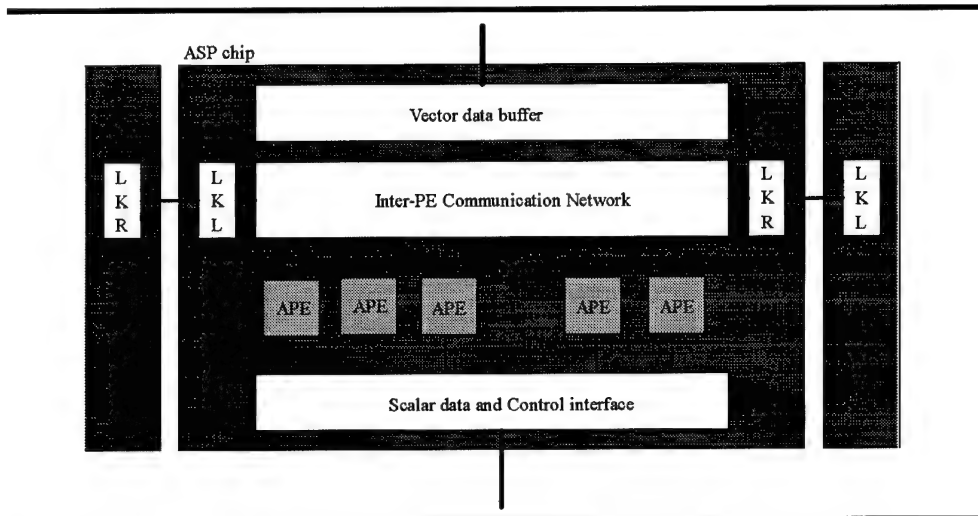 ASP chip
Vector data buffer
L
K
R
L
K
L
Inter-PE Communication Network
L
K
R
L
K
L
APE
APE
APE
APE
APE
Scalar data and Control interface